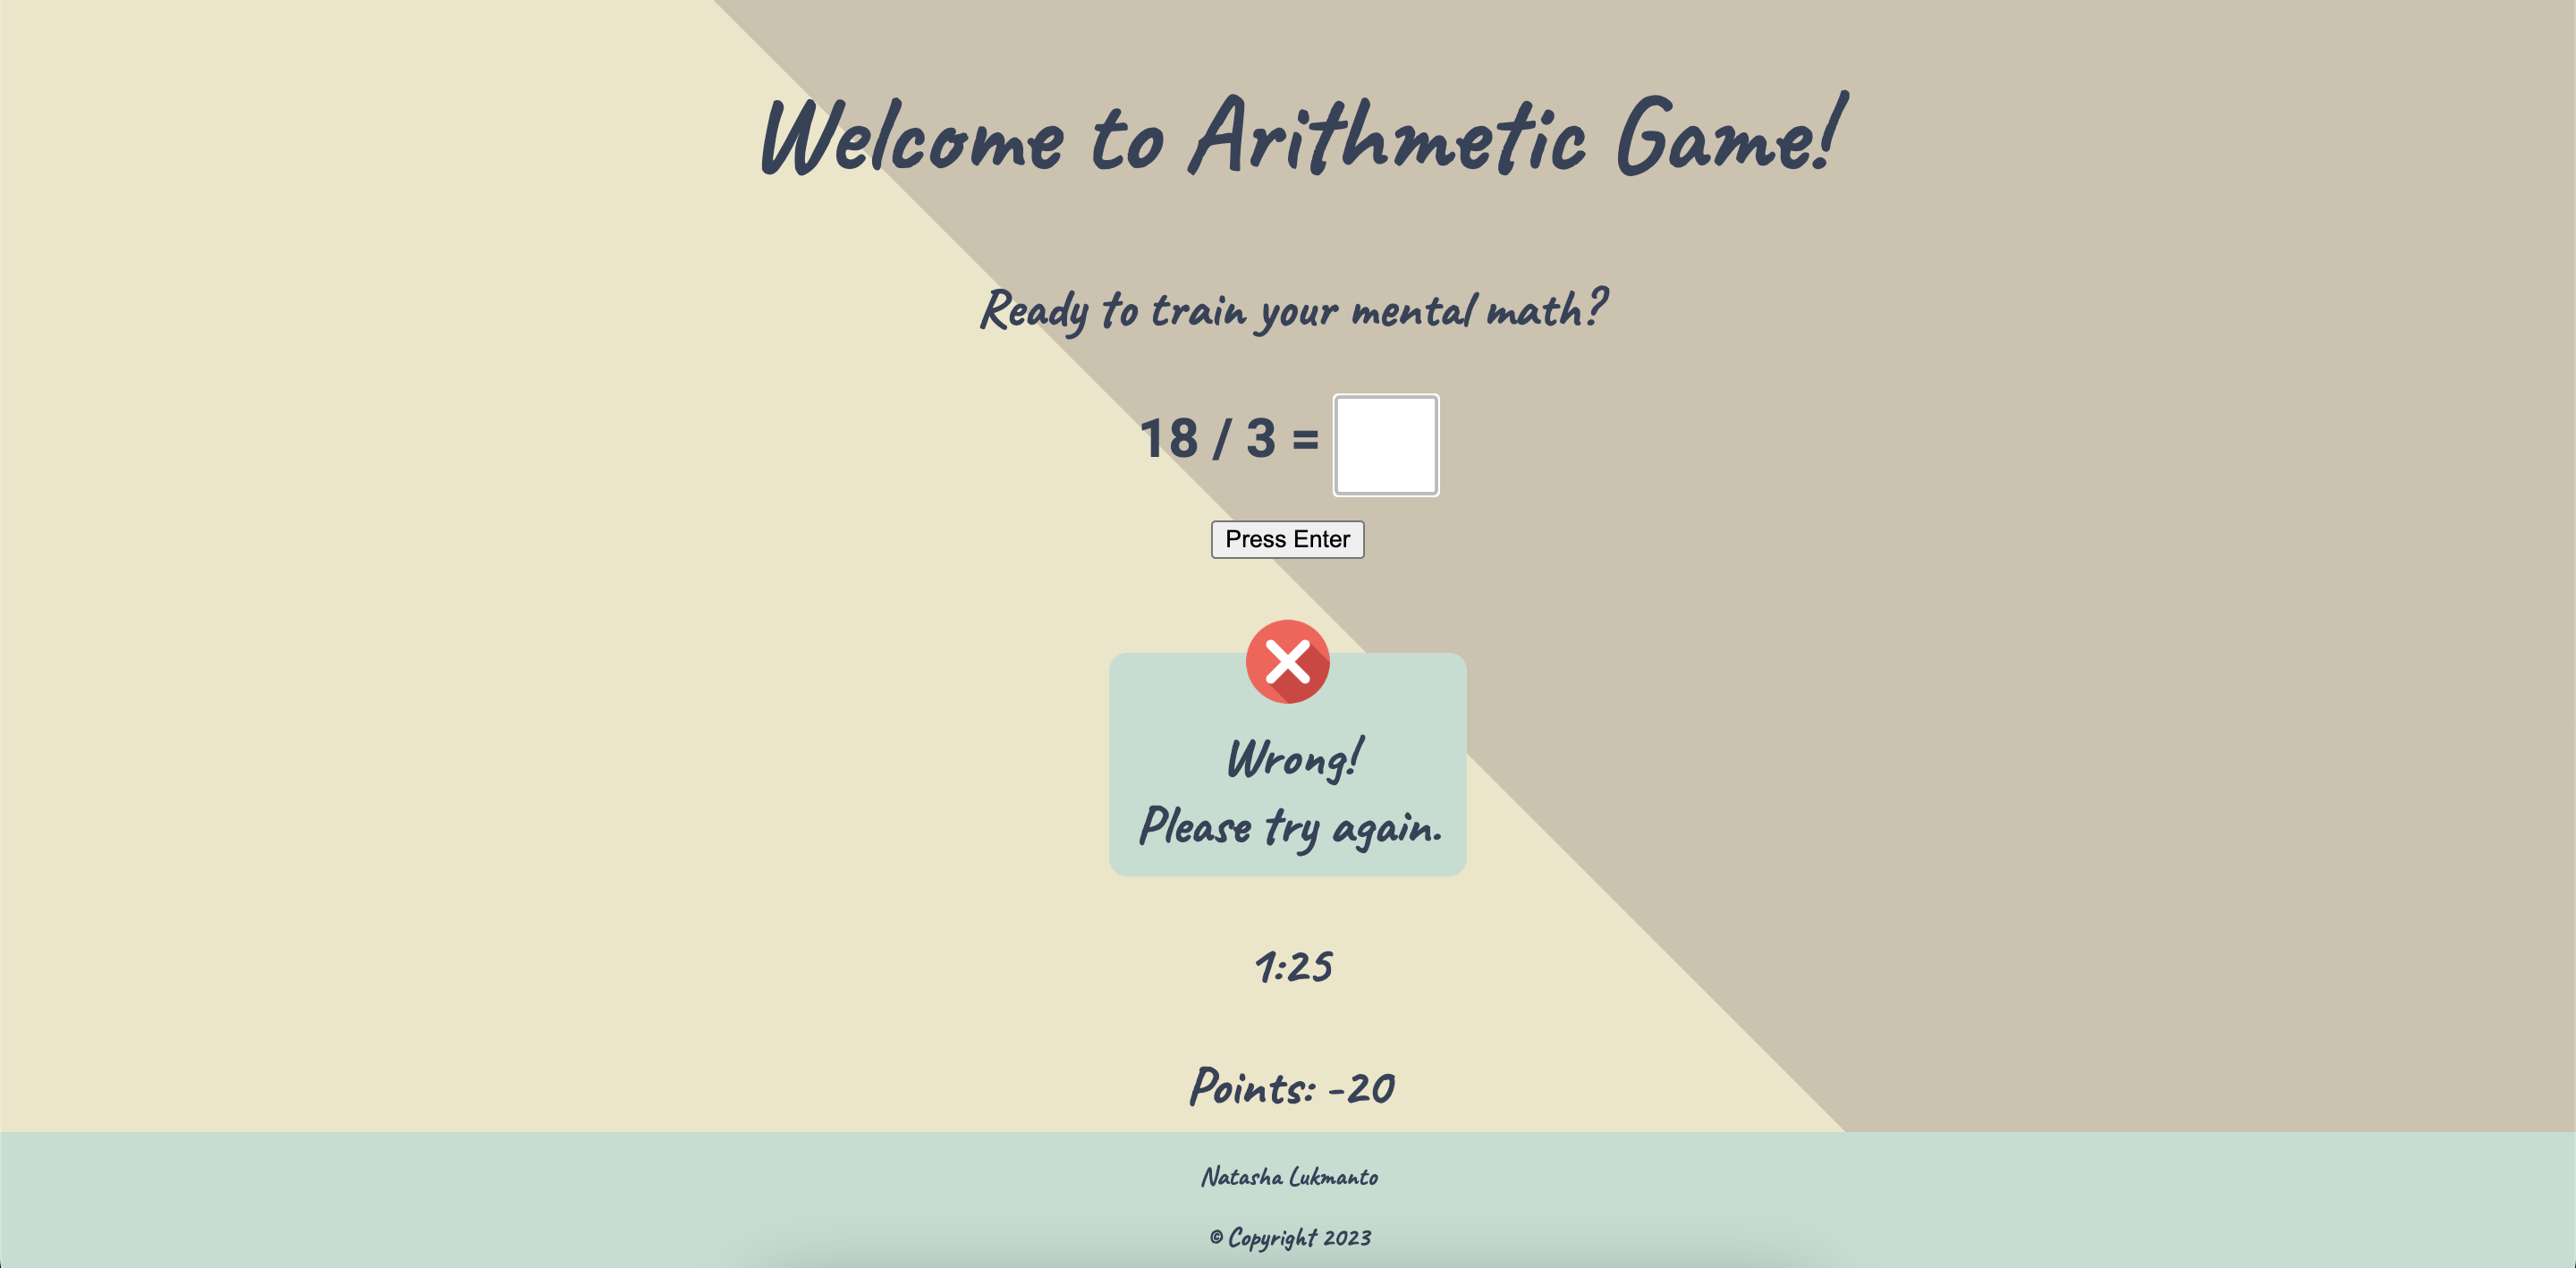 Welcome to Arithmetic Game!
Ready to train your mental math?
18 / 3 =
Press Enter
Wrong!
Please try again.
1:25
Points: -20
Natasha Lukmanto
© Copyright 2023